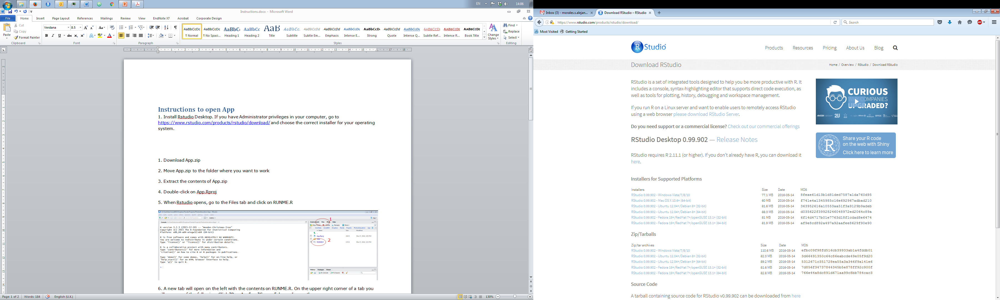 EN
14:06
Instructions.docx - Microsoft Word
File Home Insert Page Layout References Mailings Review View EndNote X7 Acrobat Corporate Design
Paste
Cut
Copy
Format Painter
Clipboard
Verdana 8.5
Font
Paragraph
AaBbCcDc AaBbCcDc AaBbC AaBbCc AaB AaBbCc. AaBbCcDd AaBbCcDd AaBbCcDc AaBbCcDc AaBbCcDd AaBbCcDc AABBCCDI AABBCCDC AaBbCcDc
¶ Normal ¶ No Spaci... Heading 1 Heading 2 Title Subtitle Subtle Em... Emphasis Intense E... Strong Quote Intense Q... Subtle Ref... Intense R... Book Title
Styles
Change Styles
Find
Replace
Select
Editing
Instructions to open App
1. Install Rstudio Desktop. If you have Administrator privileges in your computer, go to
https://www.rstudio.com/products/rstudio/download/ and choose the correct installer for your operating
system.
1. Download App.zip
2. Move App.zip to the folder where you want to work
3. Extract the contents of App.zip
4. Double-click on App.Rproj
5. When Rstudio opens, go to the Files tab and click on RUNME.R
Console
R version 3.2.3 (2015-12-10) -- "Wooden Christmas-Tree"
Copyright (C) 2015 The R Foundation for Statistical Computing
Platform: x86_64-w64-mingw32/x64 (64-bit)
R is free software and comes with ABSOLUTELY NO WARRANTY.
You are welcome to redistribute it under certain conditions.
Type 'license()' or 'licence()' for distribution details.
R is a collaborative project with many contributors.
Type 'contributors()' for more information and
'citation()' on how to cite R or R packages in publications.
Type 'demo()' for some demos, 'help()' for on-line help, or
'help.start()' for an HTML browser interface to help.
Type 'q()' to quit R.
>
Environment Files Plots Help
1
Name Size Modified
App.Rproj
Data
RUNME.R
2
History Packages Viewer
To Console To Source
6. A new tab will open on the left with the contents on RUNME.R. On the upper right corner of a tab you
Page: 1 of 2 Words: 184 English (U.K.) 130%
Inbox (3) - morales.s.alejan...
Download RStudio – RStudio
https://www.rstudio.com/products/rstudio/download/
Search
Most Visited Getting Started
R Studio
Products Resources Pricing About Us Blog
Download RStudio
Home / Overview / RStudio / Download RStudio
RStudio is a set of integrated tools designed to help you be more productive with R. It
includes a console, syntax-highlighting editor that supports direct code execution, as
well as tools for plotting, history, debugging and workspace management.
If you run R on a Linux server and want to enable users to remotely access RStudio
using a web browser please download RStudio Server.
Do you need support or a commercial license? Check out our commercial offerings
RStudio Desktop 0.99.902 — Release Notes
RStudio requires R 2.11.1 (or higher). If you don't already have R, you can download it
here.
CURIOUS
COMPANIES
UPGRADED?
Share your R code
on the web with Shiny
Click here to learn more
Installers for Supported Platforms
Installers Size Date MD5
RStudio 0.99.902 - Windows Vista/7/8/10 77.1 MB 2016-05-14 8feae61d13b1d81ded7587a1da760d95
RStudio 0.99.902 - Mac OS X 10.6+ (64-bit) 60 MB 2016-05-14 f741e4a1345985c16e692967adbad210
RStudio 0.99.902 - Ubuntu 12.04+/Debian 8+ (32-bit) 81.6 MB 2016-05-14 363952616a10553aa51f3a9129b9adeb
RStudio 0.99.902 - Ubuntu 12.04+/Debian 8+ (64-bit) 88.3 MB 2016-05-14 d035622f39928246048972ed2064c89a
RStudio 0.99.902 - Fedora 19+/RedHat 7+/openSUSE 13.1+ (32-bit) 81 MB 2016-05-14 6f14d4717b01e7763d18f1cdad8e6474
RStudio 0.99.902 - Fedora 19+/RedHat 7+/openSUSE 13.1+ (64-bit) 81.9 MB 2016-05-14 af9e8cd892a497a92aafee8629f90e90
Zip/Tarballs
Zip/tar archives Size Date MD5
RStudio 0.99.902 - Windows Vista/7/8/10 110.6 MB 2016-05-14 efbc09f98fd516cb39933ab1a4fddb01
RStudio 0.99.902 - Ubuntu 12.04+/Debian 8+ (32-bit) 82.3 MB 2016-05-14 3d66491350c64c86eabcde49e05f9d20
RStudio 0.99.902 - Ubuntu 12.04+/Debian 8+ (64-bit) 89.2 MB 2016-05-14 5312671c351728ea55a3a346f9a141e6
RStudio 0.99.902 - Fedora 19+/RedHat 7+/openSUSE 13.1+ (32-bit) 81.6 MB 2016-05-14 7d856f34737844345b5e878ff92c900f
RStudio 0.99.902 - Fedora 19+/RedHat 7+/openSUSE 13.1+ (64-bit) 82.8 MB 2016-05-14 766e44a8dc891d671aa99c8bb784cac3
Source Code
A tarball containing source code for RStudio v0.99.902 can be downloaded from here